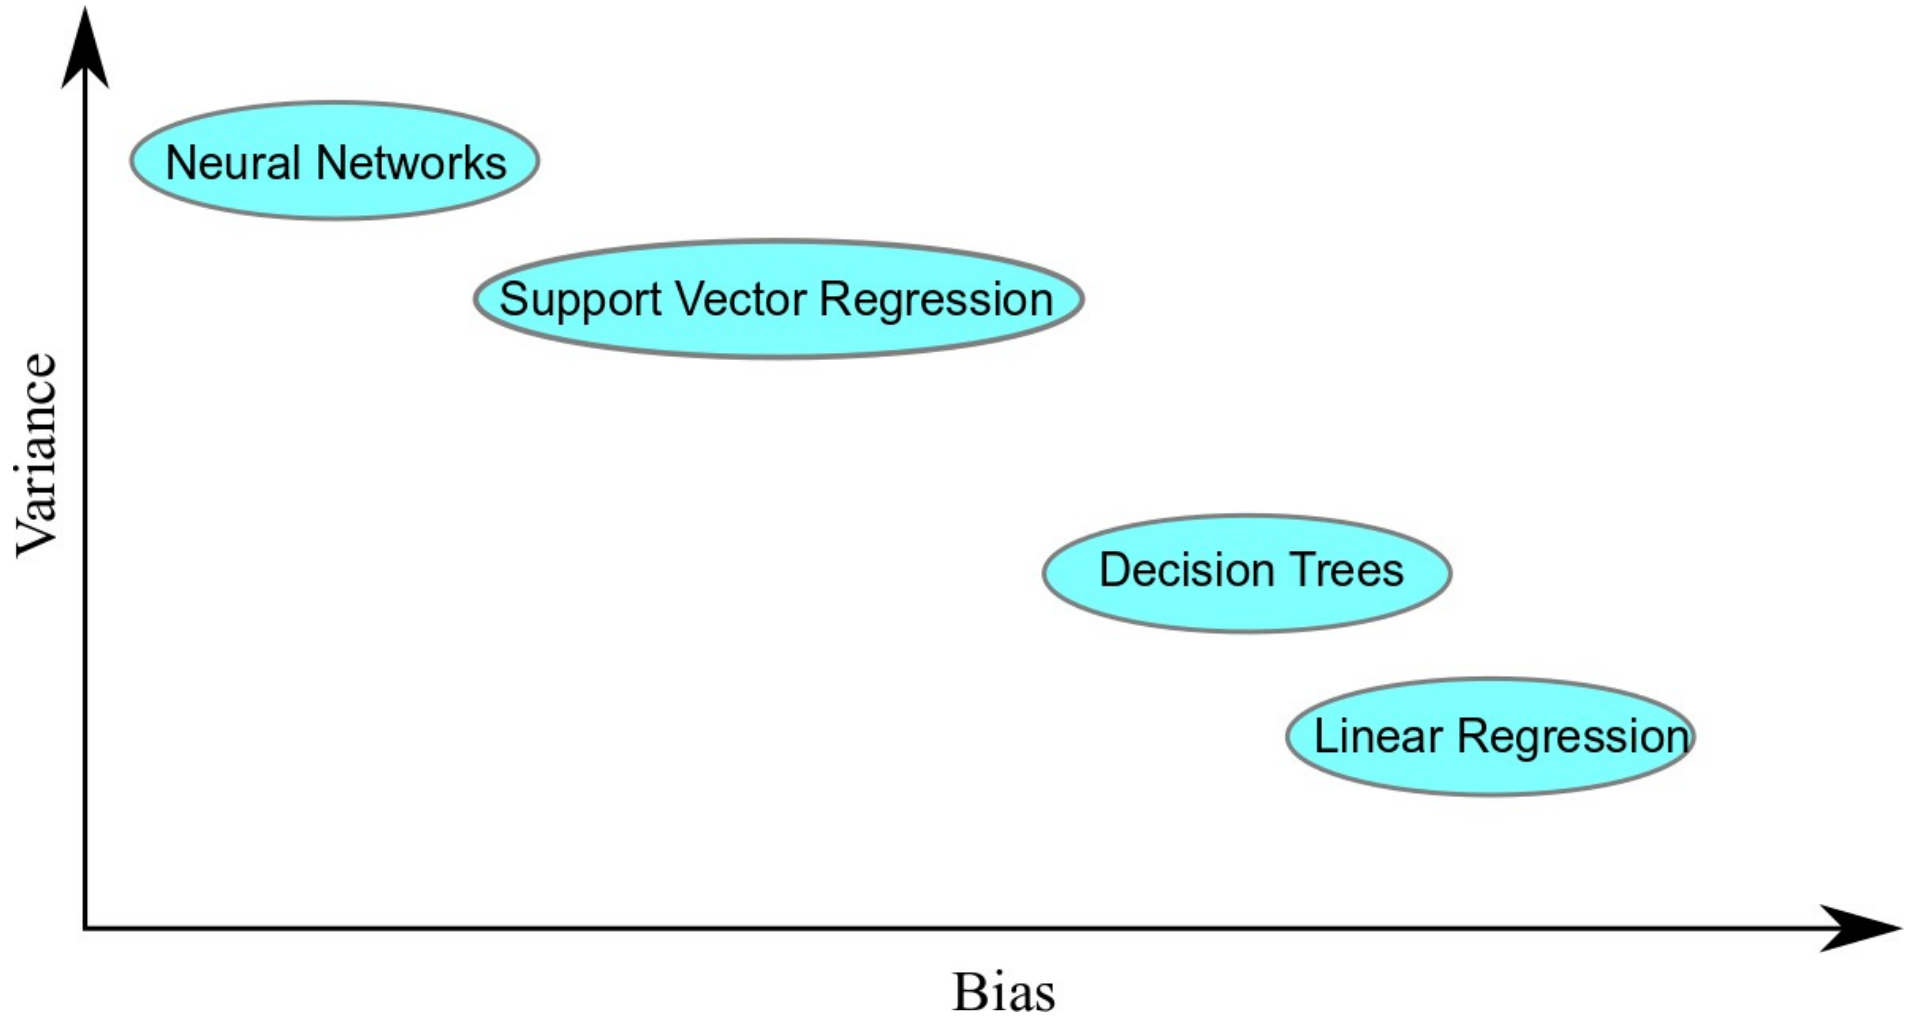 Neural Networks
Support Vector Regression
Variance
Decision Trees
Linear Regression
Bias